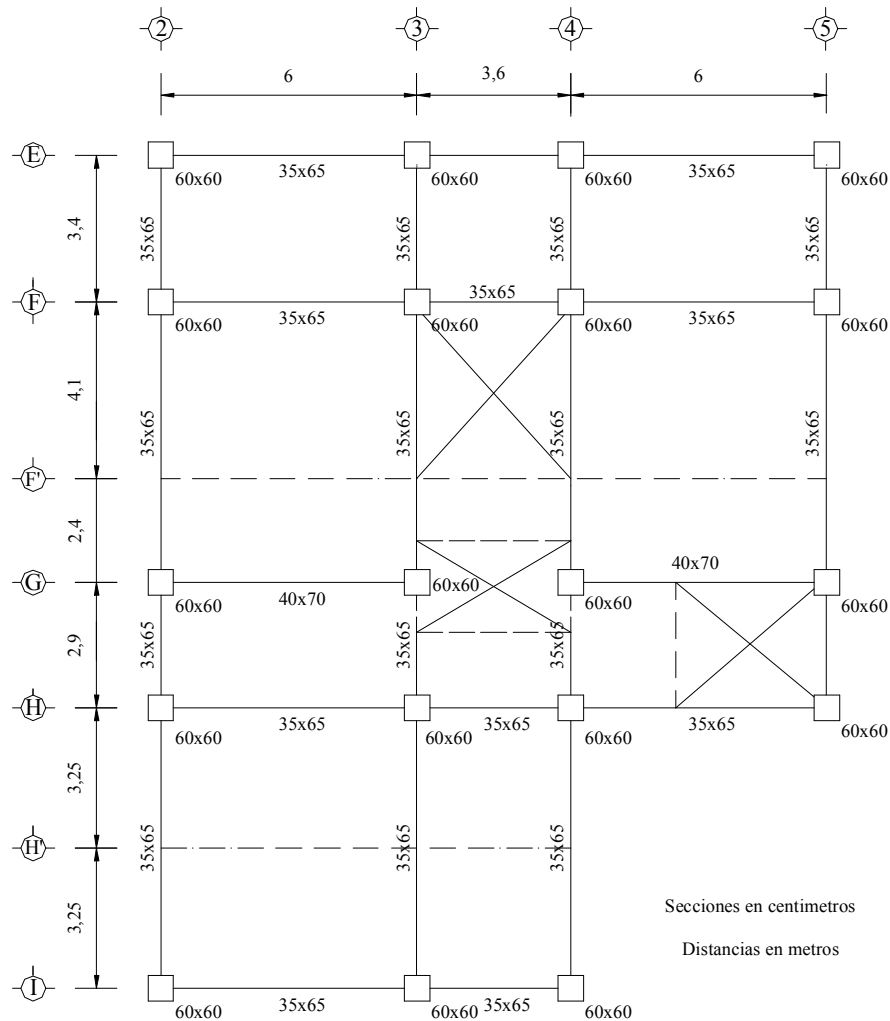 2 3 4 5
6 3,6 6
E
35x65 35x65
60x60 60x60 60x60 60x60
3,4
35x65 35x65 35x65 35x65
F
35x65
60x60 35x65 60x60 60x60 35x65 60x60
4,1
35x65 35x65 35x65 35x65
F'
2,4
40x70
G
60x60
60x60 40x70 60x60 60x60
2,9
35x65 35x65 35x65
H
60x60 35x65 60x60 35x65 60x60 35x65 60x60
3,25
H'
35x65 35x65 35x65
3,25
Secciones en centimetros
Distancias en metros
I
60x60 35x65 60x60 35x65 60x60